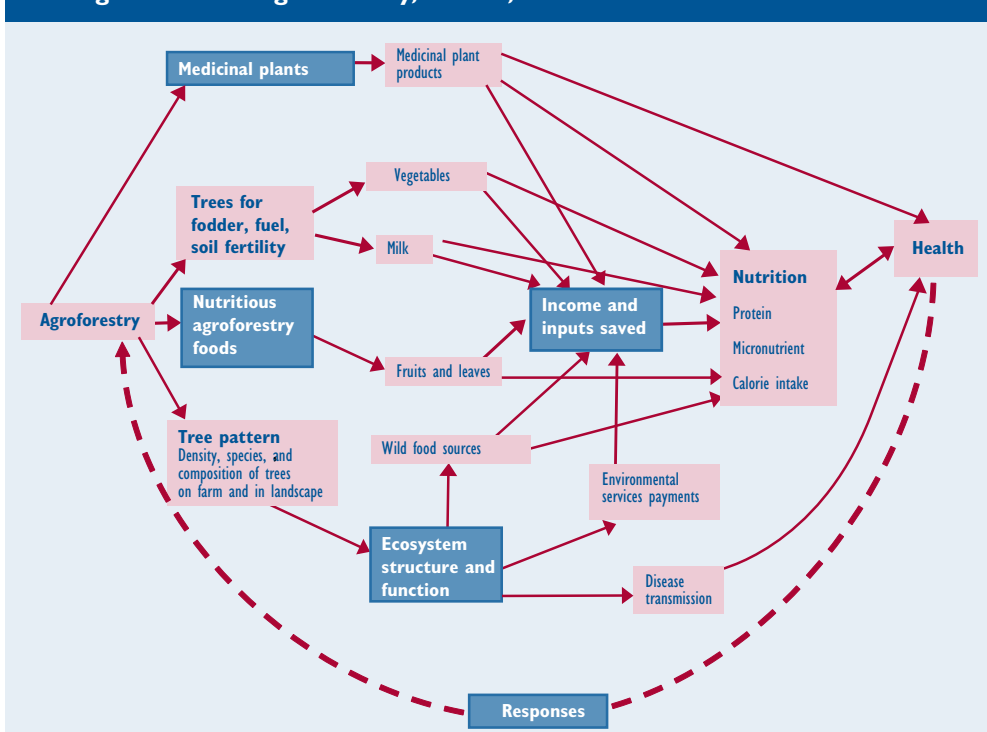 Medicinal plants
Medicinal plant
products
Vegetables
Trees for
fodder, fuel,
soil fertility
Milk
Health
Nutrition
Protein
Micronutrient
Calorie intake
Nutritious
agroforestry
foods
Income and
inputs saved
Agroforestry
Fruits and leaves
Tree pattern
Density, species, and
composition of trees
on farm and in landscape
Wild food sources
Environmental
services payments
Ecosystem
structure and
function
Disease
transmission
Responses